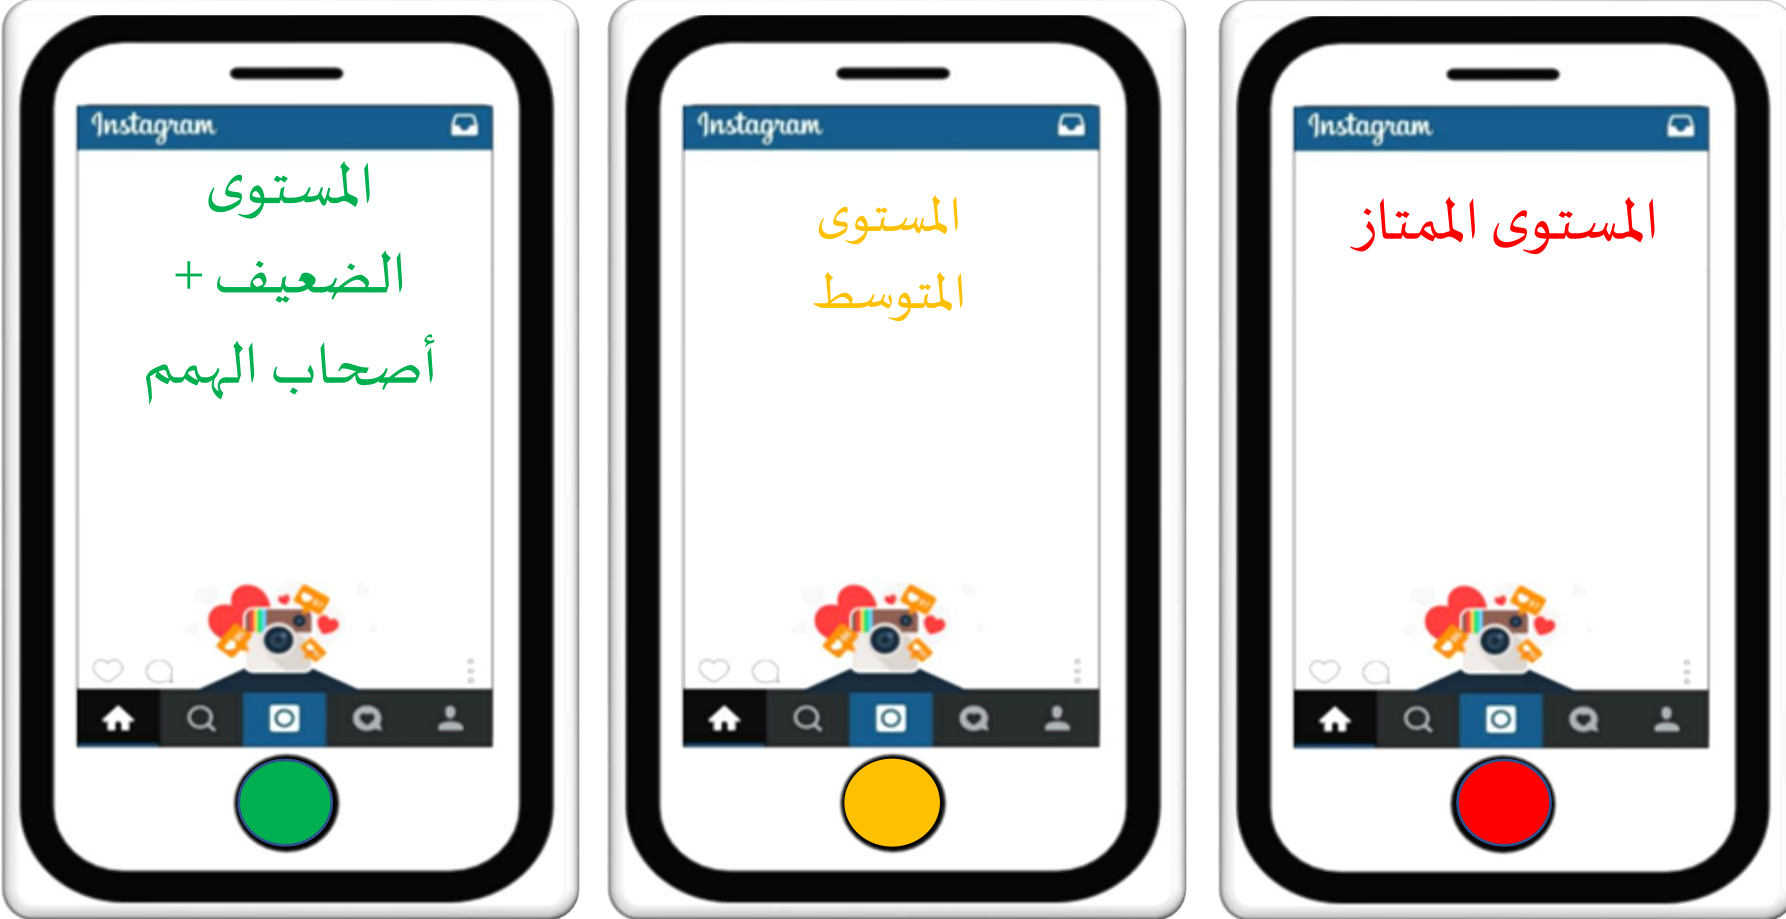 Instagram
المستوى
الضعيف +
أصحاب الهمم
Instagram
المستوى
المتوسط
Instagram
المستوى الممتاز